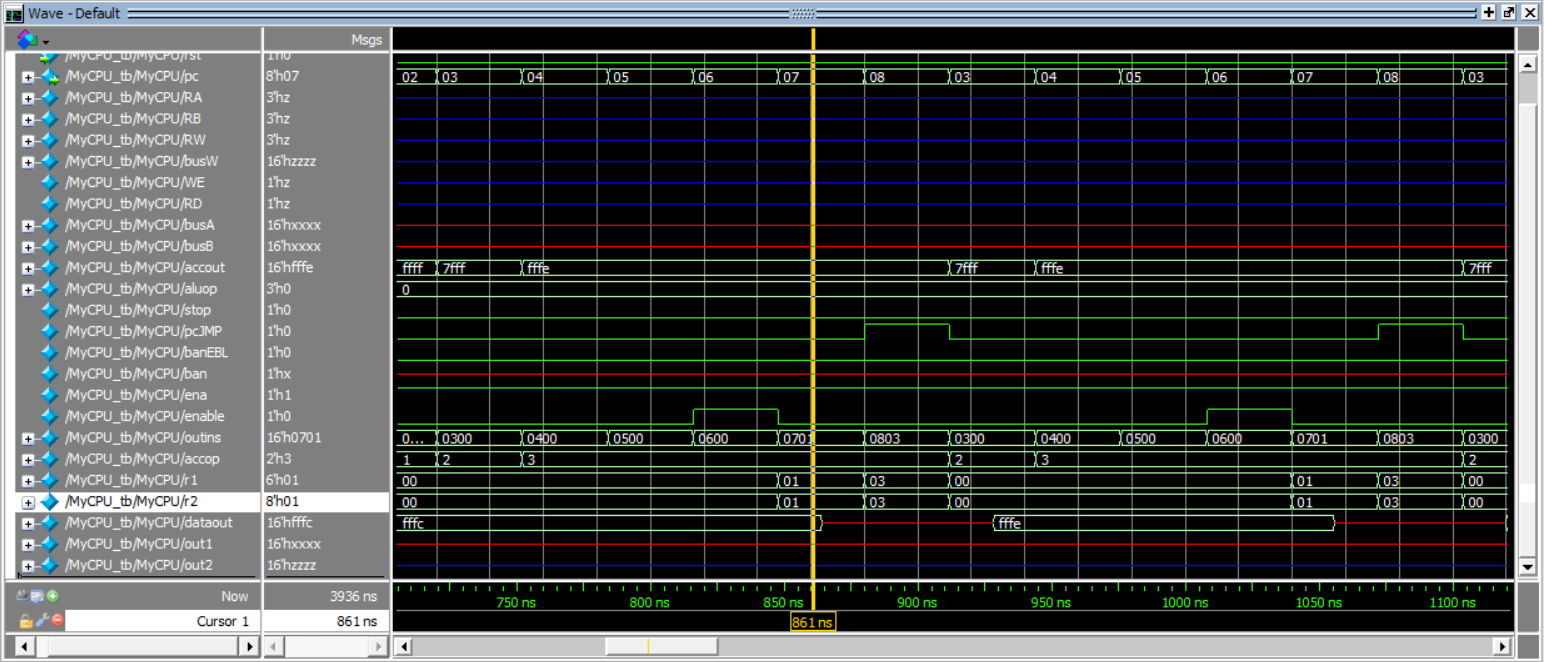 Wave - Default
Msgs
/MyCPU_tb/MyCPU/rst 1'h0
/MyCPU_tb/MyCPU/pc 8'h07 02 03 04 05 06 07 08 03 04 05 06 07 08 03
/MyCPU_tb/MyCPU/RA 3'hz
/MyCPU_tb/MyCPU/RB 3'hz
/MyCPU_tb/MyCPU/RW 3'hz
/MyCPU_tb/MyCPU/busW 16'hzzzz
/MyCPU_tb/MyCPU/WE 1'hz
/MyCPU_tb/MyCPU/RD 1'hz
/MyCPU_tb/MyCPU/busA 16'hxxxx
/MyCPU_tb/MyCPU/busB 16'hxxxx
/MyCPU_tb/MyCPU/accout 16'hfffe ffff 7fff fffe 7fff fffe 7fff
/MyCPU_tb/MyCPU/aluop 3'h0 0
/MyCPU_tb/MyCPU/stop 1'h0
/MyCPU_tb/MyCPU/pcJMP 1'h0
/MyCPU_tb/MyCPU/banEBL 1'h0
/MyCPU_tb/MyCPU/ban 1'hx
/MyCPU_tb/MyCPU/ena 1'h1
/MyCPU_tb/MyCPU/enable 1'h0
/MyCPU_tb/MyCPU/outins 16'h0701 0... 0300 0400 0500 0600 0701 0803 0300 0400 0500 0600 0701 0803 0300
/MyCPU_tb/MyCPU/accop 2'h3 1 2 3 2 3 2
/MyCPU_tb/MyCPU/r1 6'h01 00 01 03 00 01 03 00
/MyCPU_tb/MyCPU/r2 8'h01 00 01 03 00 01 03 00
/MyCPU_tb/MyCPU/dataout 16'hfffc fffc fffe
/MyCPU_tb/MyCPU/out1 16'hxxxx
/MyCPU_tb/MyCPU/out2 16'hzzzz
Now 3936 ns 750 ns 800 ns 850 ns 900 ns 950 ns 1000 ns 1050 ns 1100 ns
Cursor 1 861 ns 861 ns